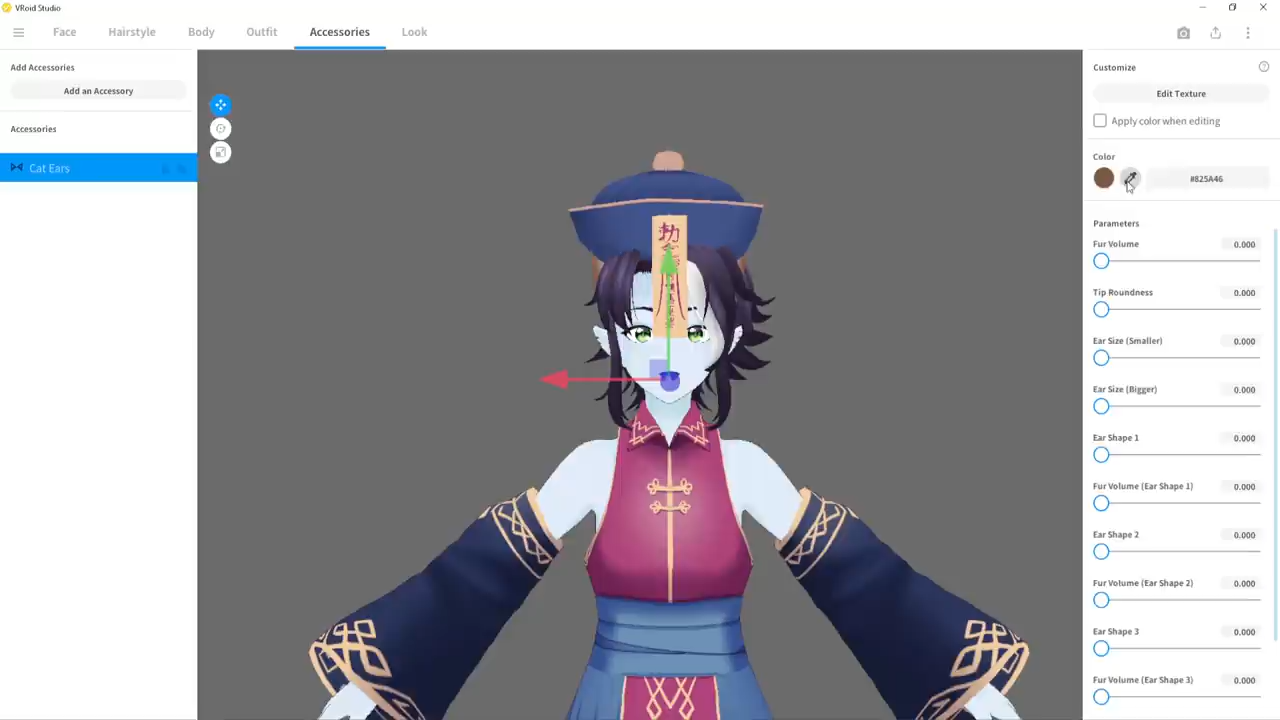 VRoid Studio
Face Hairstyle Body Outfit Accessories Look
Add Accessories
Add an Accessory
Accessories
Cat Ears
Customize
Edit Texture
Apply color when editing
Color
#825A46
Parameters
Fur Volume 0.000
Tip Roundness 0.000
Ear Size (Smaller) 0.000
Ear Size (Bigger) 0.000
Ear Shape 1 0.000
Fur Volume (Ear Shape 1) 0.000
Ear Shape 2 0.000
Fur Volume (Ear Shape 2) 0.000
Ear Shape 3 0.000
Fur Volume (Ear Shape 3) 0.000